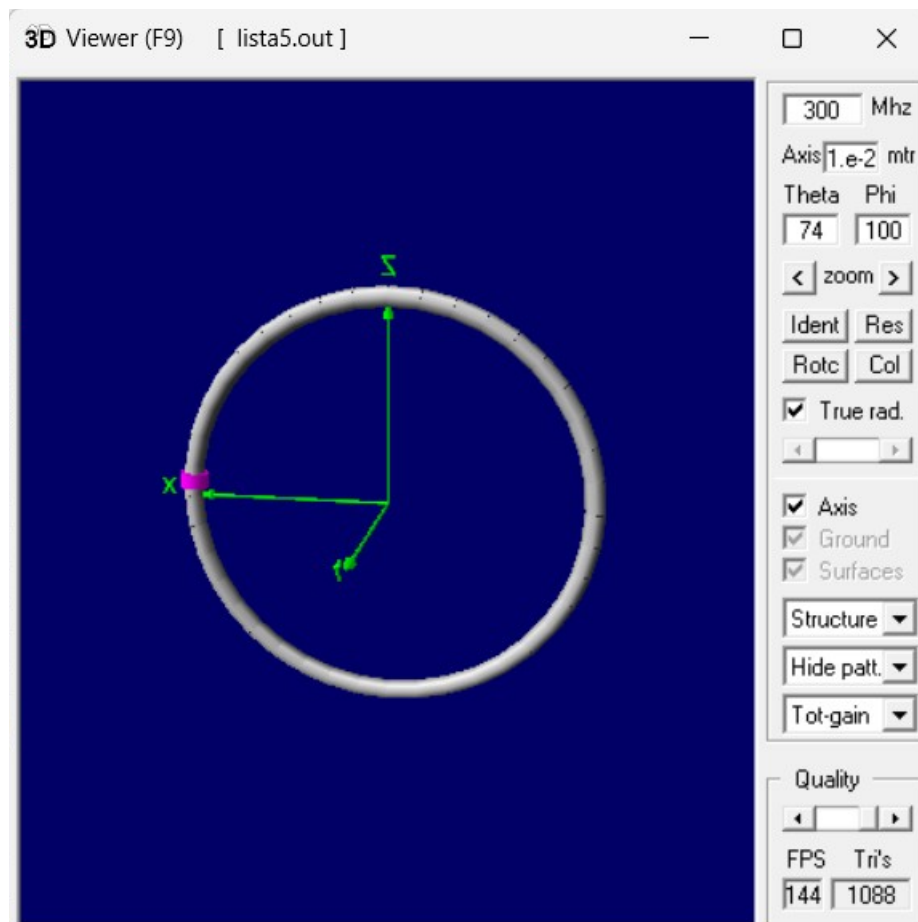 3D Viewer (F9) [ lista5.out ]
300 Mhz
Axis 1.e-2 mtr
Theta Phi
74 100
< zoom >
Ident Res
Rotc Col
True rad.
Axis
Ground
Surfaces
Structure
Hide patt.
Tot-gain
Quality
FPS Tri's
144 1088
Z
X
Y